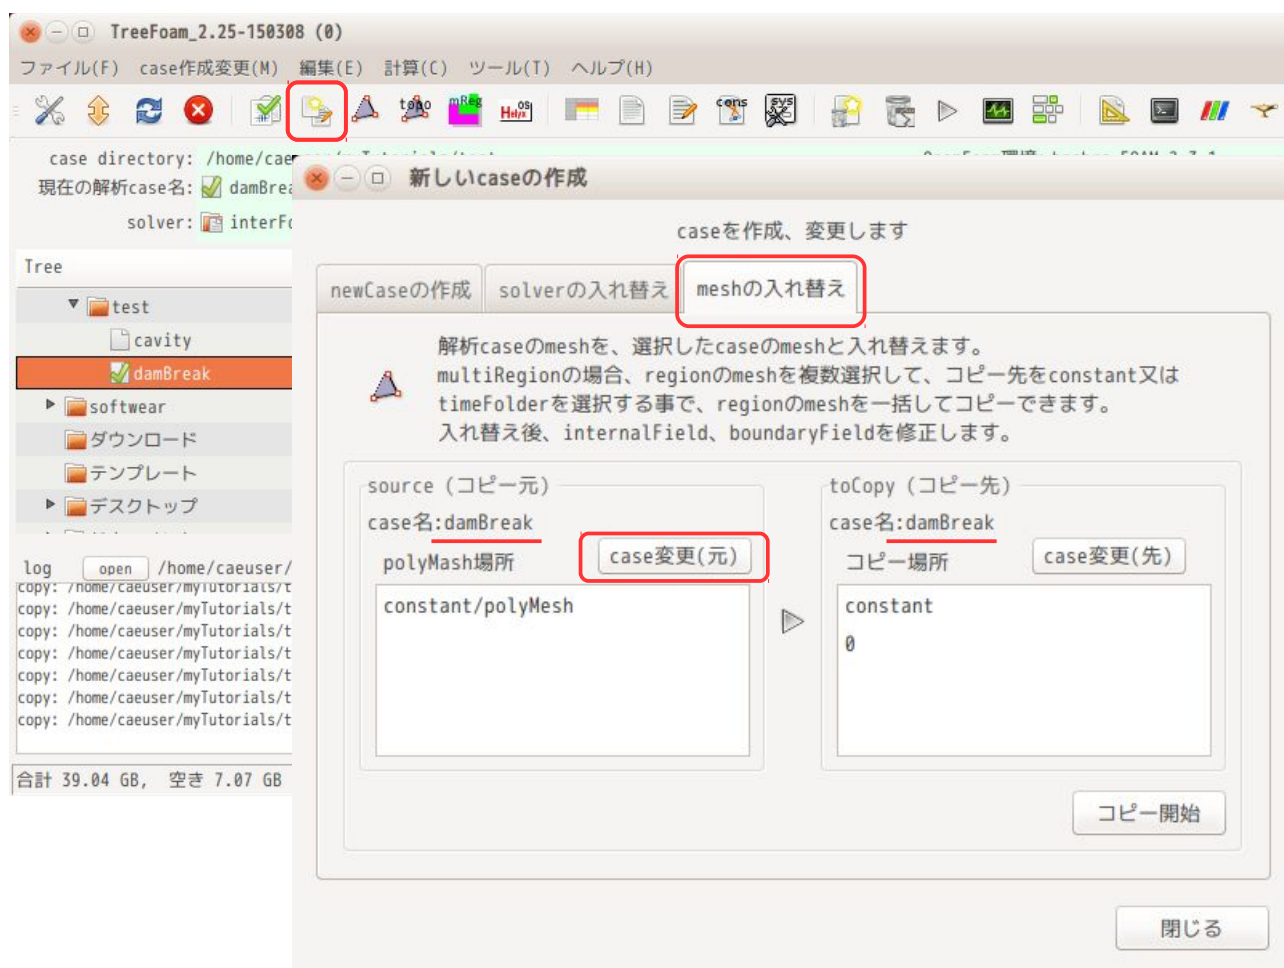 TreeFoam_2.25-150308 (0)
ファイル(F) case作成変更(M) 編集(E) 計算(C) ツール(T) ヘルプ(H)
topo mReg Helyx OS cons sys
case directory: /home/cae
現在の解析case名: damBrea
solver: interFo
Tree
test
cavity
damBreak
softwear
ダウンロード
テンプレート
デスクトップ
log open /home/caeuser/
copy: /home/caeuser/myTutorials/t
copy: /home/caeuser/myTutorials/t
copy: /home/caeuser/myTutorials/t
copy: /home/caeuser/myTutorials/t
copy: /home/caeuser/myTutorials/t
copy: /home/caeuser/myTutorials/t
copy: /home/caeuser/myTutorials/t
合計 39.04 GB, 空き 7.07 GB
新しいcaseの作成
caseを作成、変更します
newCaseの作成 solverの入れ替え meshの入れ替え
解析caseのmeshを、選択したcaseのmeshと入れ替えます。
multiRegionの場合、regionのmeshを複数選択して、コピー先をconstant又は
timeFolderを選択する事で、regionのmeshを一括してコピーできます。
入れ替え後、internalField、boundaryFieldを修正します。
source (コピー元)
case名:damBreak
polyMash場所 case変更(元)
constant/polyMesh
toCopy (コピー先)
case名:damBreak
コピー場所 case変更(先)
constant
0
コピー開始
閉じる